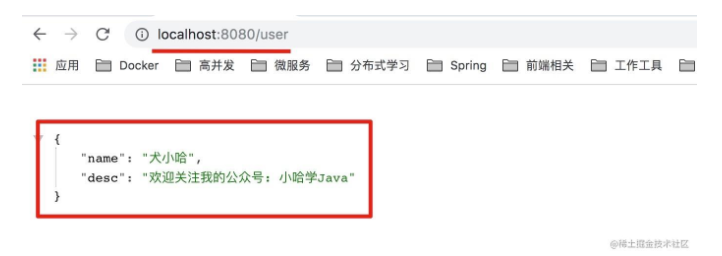 localhost:8080/user
应用 Docker 高并发 微服务 分布式学习 Spring 前端相关 工作工具
{
"name": "犬小哈",
"desc": "欢迎关注我的公众号: 小哈学Java"
}
@稀土掘金技术社区